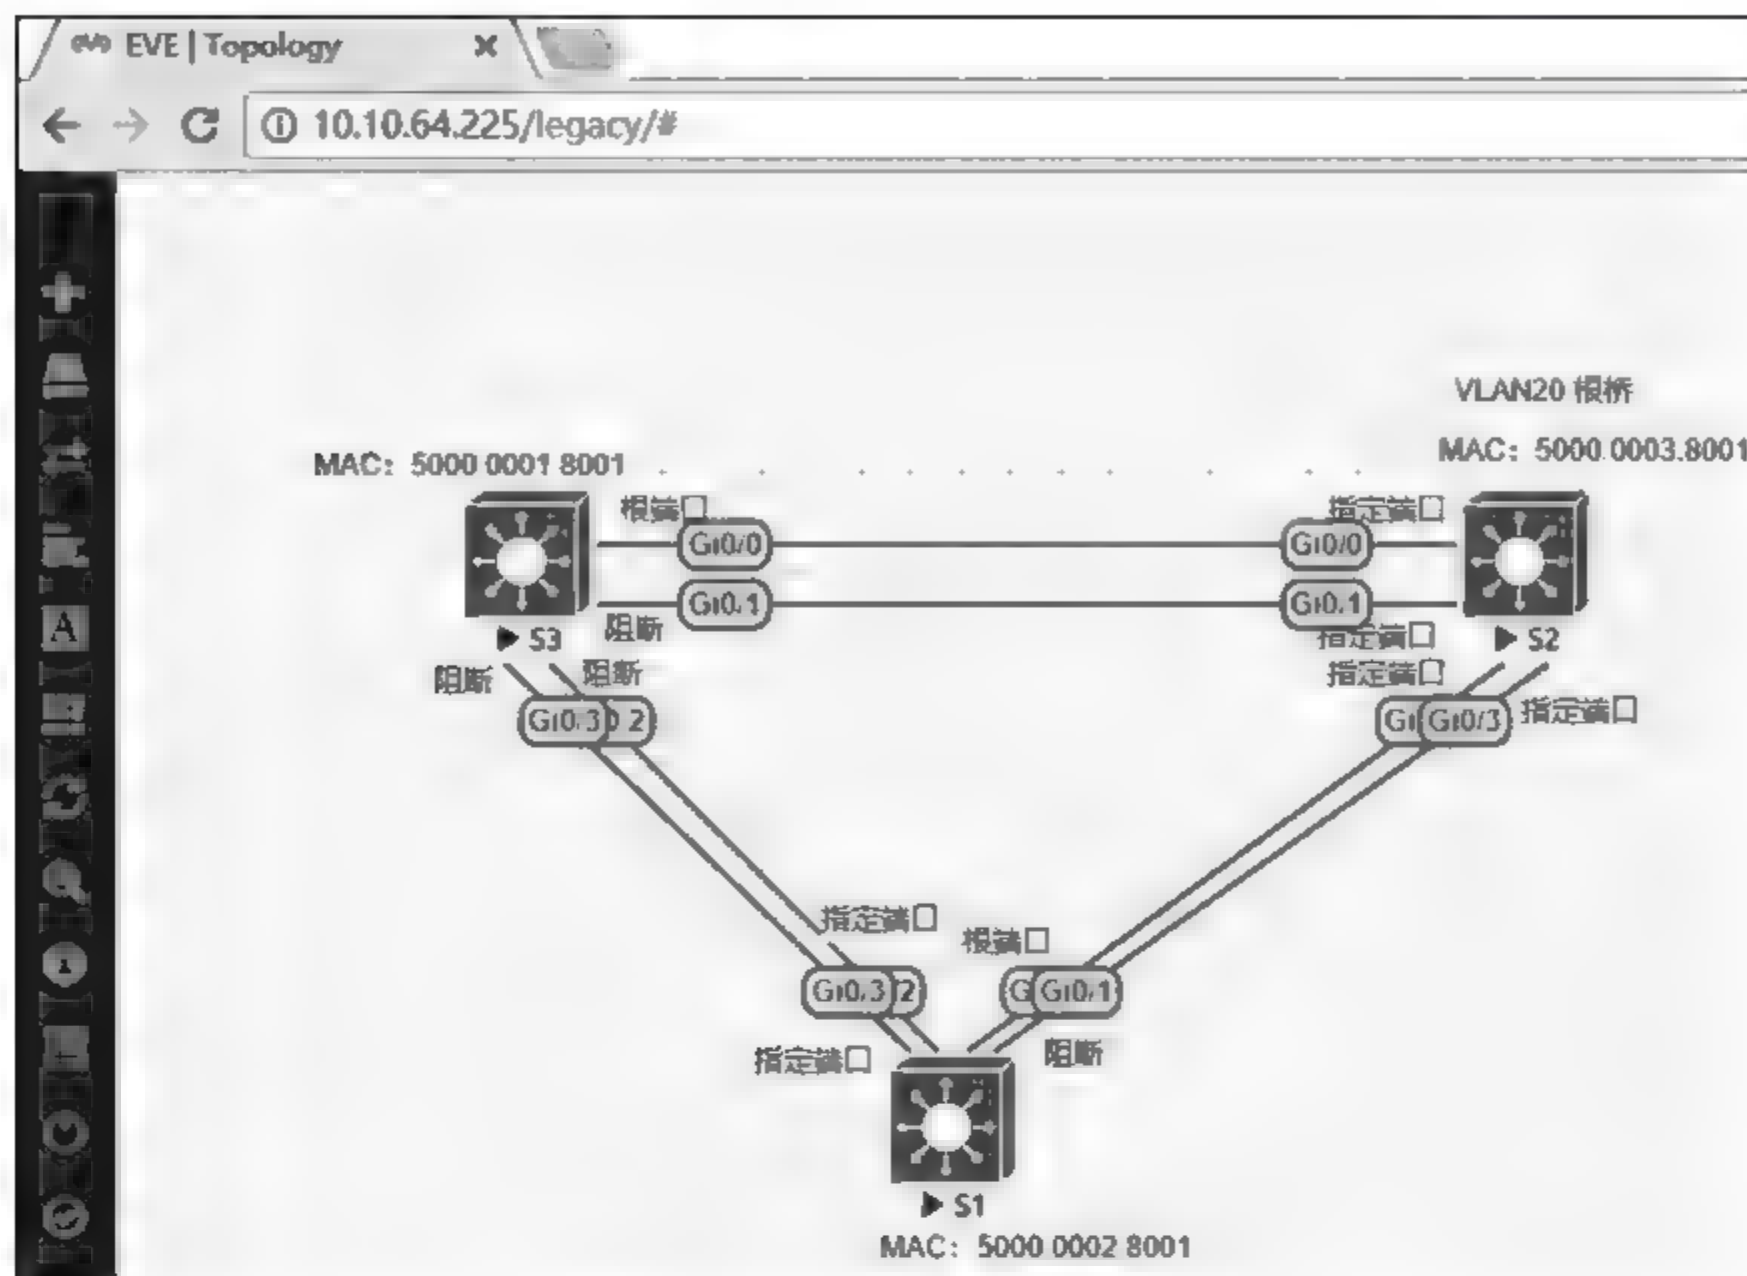 EVE | Topology
10.10.64.225/legacy/#
VLAN20 根桥
MAC: 5000 0003.8001
MAC: 5000 0001 8001
根端口
指定端口
Gi0/0
Gi0/0
Gi0/1
Gi0/1
阻断
指定端口
S3
S2
阻断
阻断
指定端口
指定端口
Gi0/3
2
Gi0/3
指定端口
根端口
Gi0/3
2
Gi0/1
指定端口
阻断
S1
MAC: 5000 0002 8001